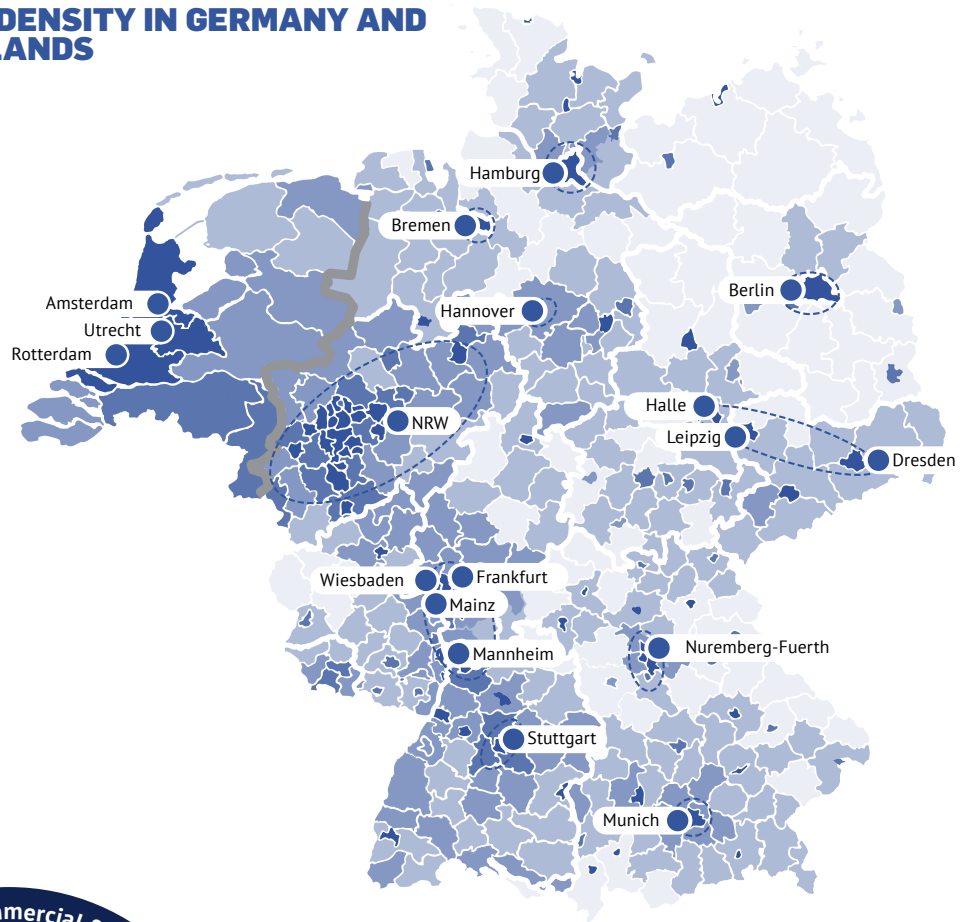 DENSITY IN GERMANY AND
LANDS
Hamburg
Bremen
Berlin
Amsterdam
Hannover
Utrecht
Rotterdam
Halle
NRW
Leipzig
Dresden
Wiesbaden
Frankfurt
Mainz
Nuremberg-Fuerth
Mannheim
Stuttgart
Munich